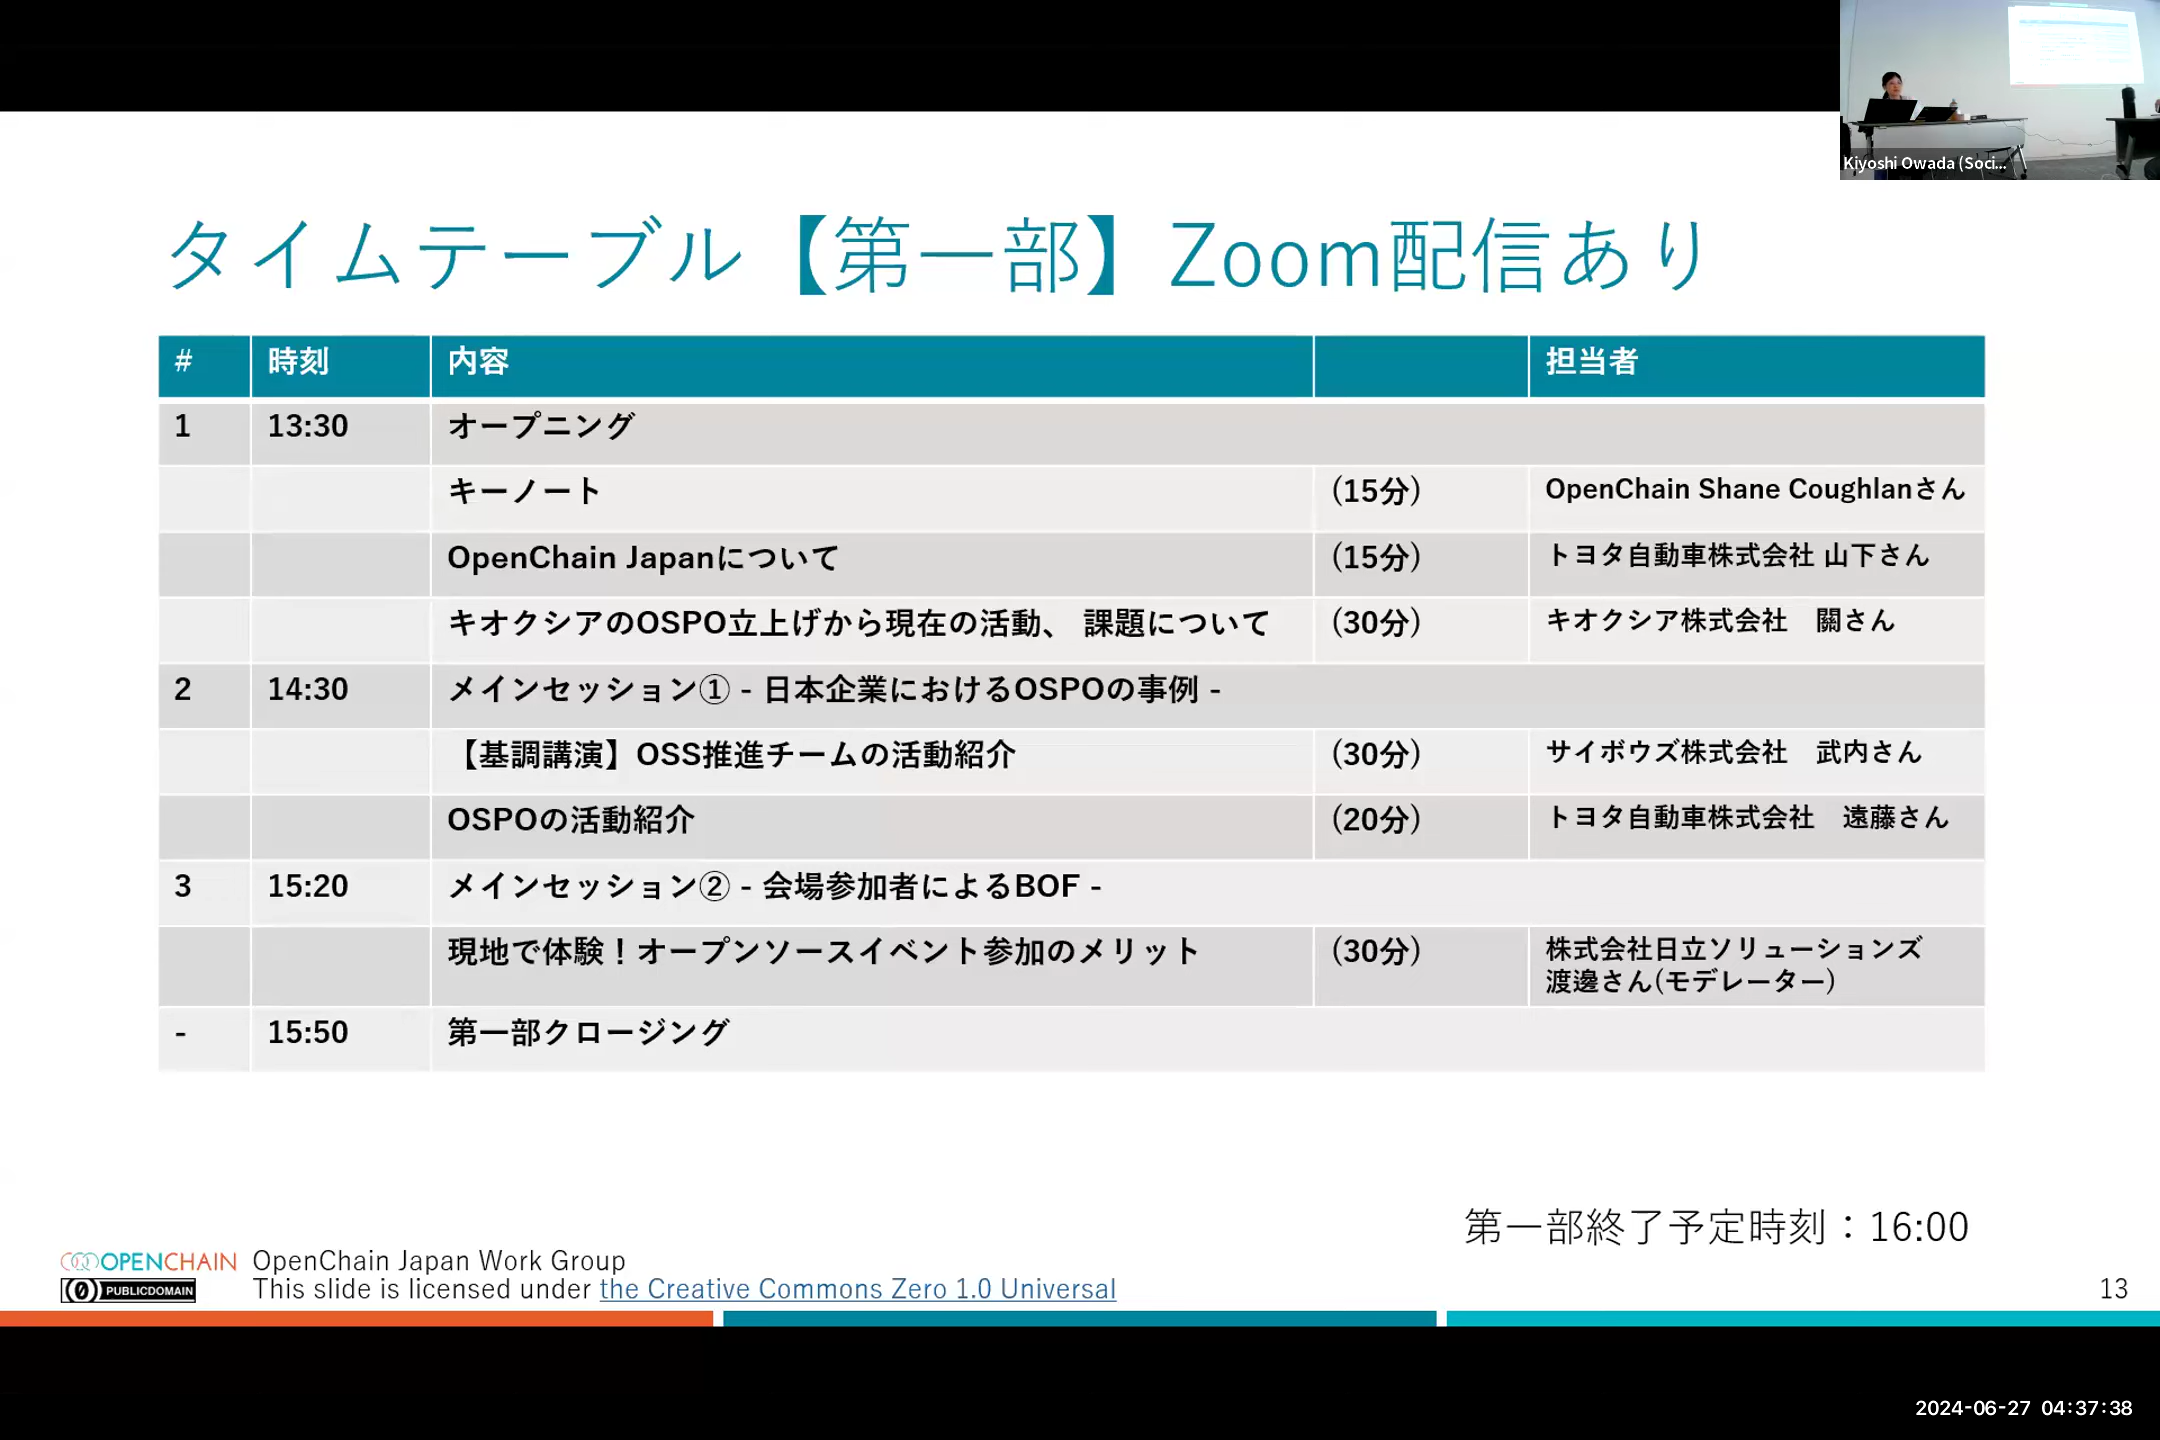 Kiyoshi Owada (Soci...
タイムテーブル【第一部】Zoom配信あり
# 時刻 内容 担当者
1 13:30 オープニング
キーノート (15分) OpenChain Shane Coughlanさん
OpenChain Japanについて (15分) トヨタ自動車株式会社 山下さん
キオクシアのOSPO立上げから現在の活動、 課題について (30分) キオクシア株式会社　關さん
2 14:30 メインセッション① - 日本企業におけるOSPOの事例 -
【基調講演】OSS推進チームの活動紹介 (30分) サイボウズ株式会社　武内さん
OSPOの活動紹介 (20分) トヨタ自動車株式会社　遠藤さん
3 15:20 メインセッション② - 会場参加者によるBOF -
現地で体験！オープンソースイベント参加のメリット (30分) 株式会社日立ソリューションズ
渡邊さん(モデレーター)
- 15:50 第一部クロージング
第一部終了予定時刻：16:00
OPENCHAIN OpenChain Japan Work Group
PUBLIC DOMAIN This slide is licensed under the Creative Commons Zero 1.0 Universal
13
2024-06-27 04:37:38